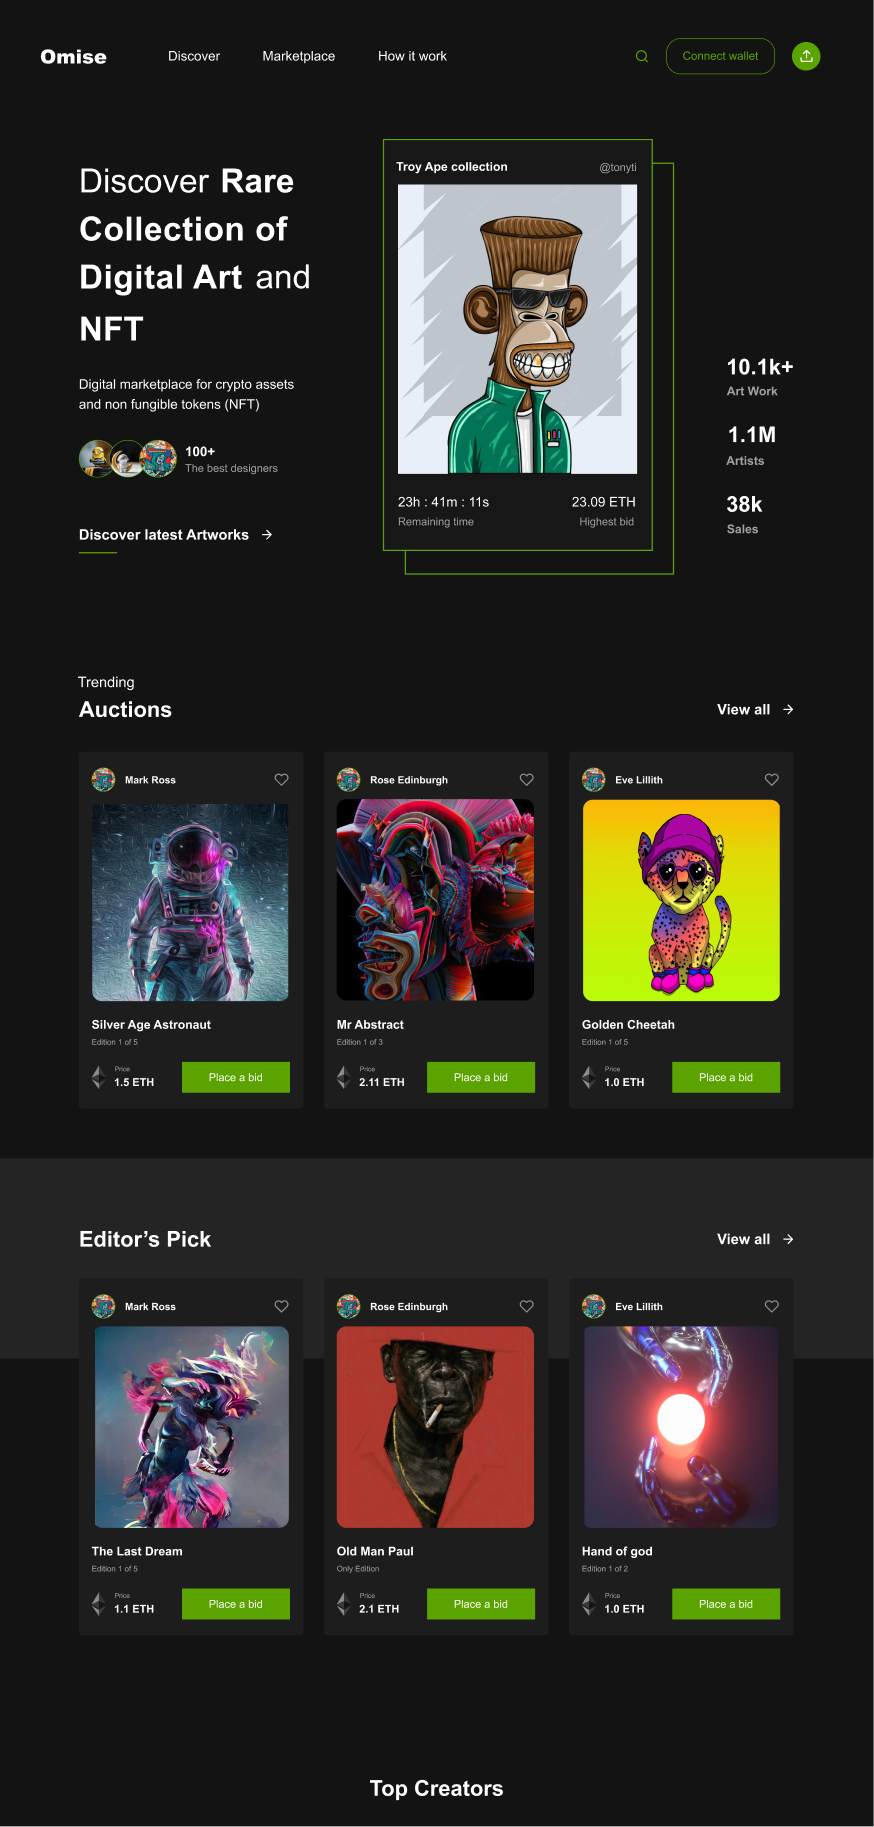 Omise
Discover
Marketplace
How it work
Connect wallet
Discover Rare
Collection of
Digital Art and
NFT
Digital marketplace for crypto assets
and non fungible tokens (NFT)
100+
The best designers
Discover latest Artworks
Troy Ape collection
@tonyti
23h : 41m : 11s
23.09 ETH
Remaining time
Highest bid
10.1k+
Art Work
1.1M
Artists
38k
Sales
Trending
Auctions
View all
Mark Ross
Silver Age Astronaut
Edition 1 of 5
Price
1.5 ETH
Place a bid
Rose Edinburgh
Mr Abstract
Edition 1 of 3
Price
2.11 ETH
Place a bid
Eve Lillith
Golden Cheetah
Edition 1 of 5
Price
1.0 ETH
Place a bid
Editor’s Pick
View all
Mark Ross
The Last Dream
Edition 1 of 5
Price
1.1 ETH
Place a bid
Rose Edinburgh
Old Man Paul
Only Edition
Price
2.1 ETH
Place a bid
Eve Lillith
Hand of god
Edition 1 of 2
Price
1.0 ETH
Place a bid
Top Creators